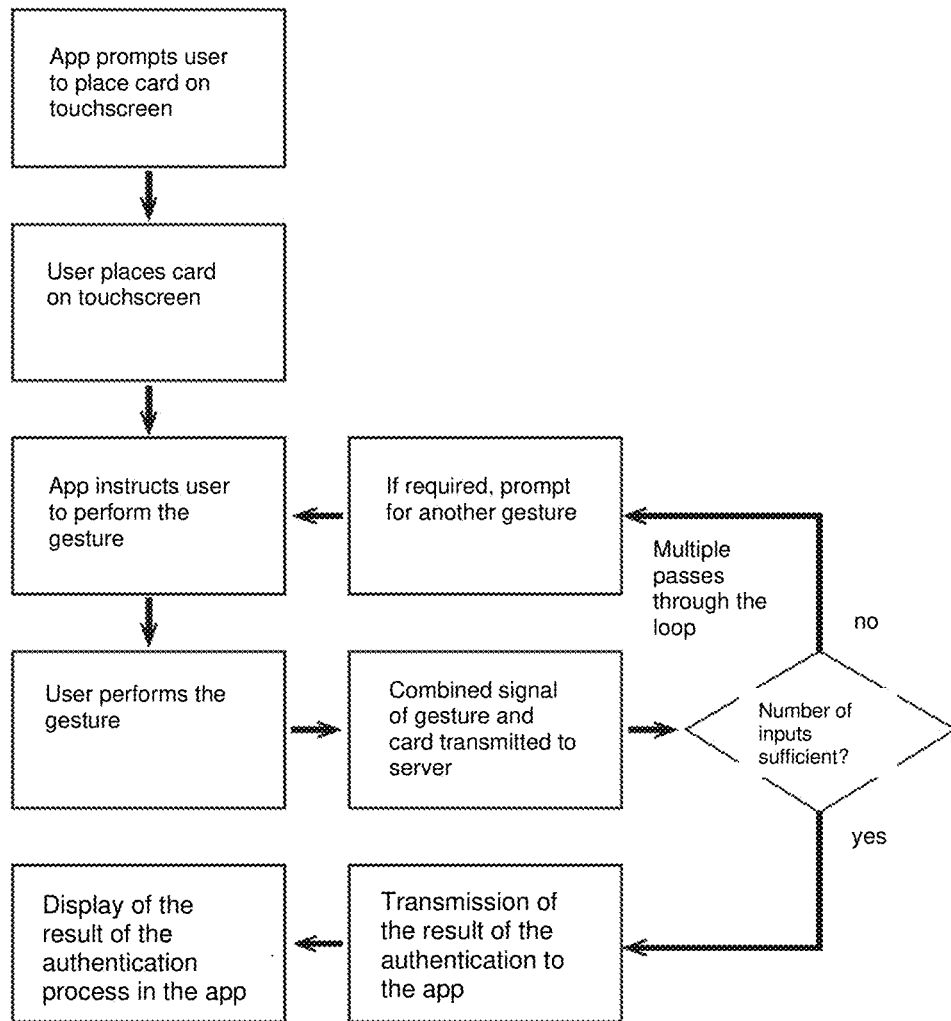 App prompts user
to place card on
touchscreen
User places card
on touchscreen
App instructs user
to perform the
gesture
If required, prompt
for another gesture
Multiple
passes
through the
loop
no
User performs the
gesture
Combined signal
of gesture and
card transmitted to
server
Number of
inputs
sufficient?
yes
Display of the
result of the
authentication
process in the app
Transmission of
the result of the
authentication to
the app